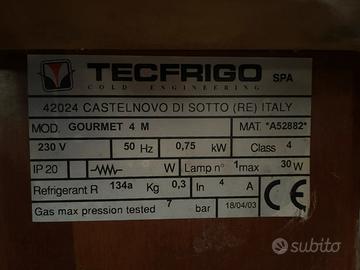 TECFRIGO SPA
COLD ENGINEERING
42024 CASTELNOVO DI SOTTO (RE) ITALY
MOD. GOURMET 4 M MAT. *A52882*
230 V 50 Hz 0,75 kW Class 4
IP 20 W Lamp n° 1max 30 W
Refrigerant R 134a Kg 0,3 In 4 A
Gas max pression tested 7 bar 18/04/03 CE
subito